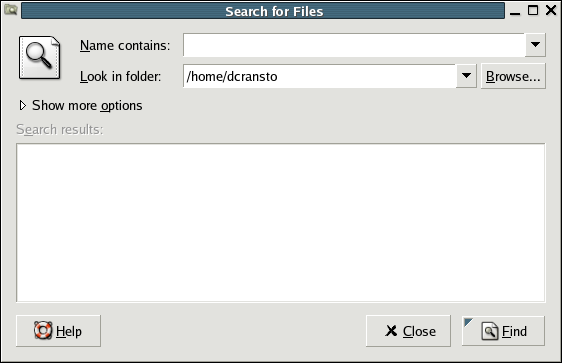 Search for Files
Name contains:
Look in folder: /home/dcransto Browse...
Show more options
Search results:
Help Close Find